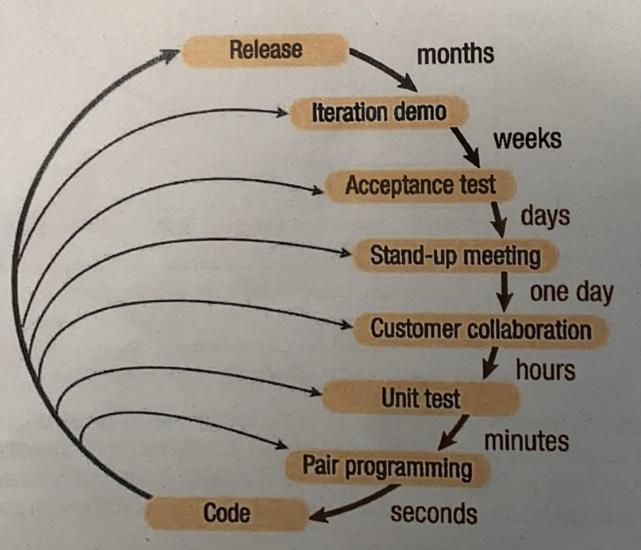 Release
months
Iteration demo
weeks
Acceptance test
days
Stand-up meeting
one day
Customer collaboration
hours
Unit test
minutes
Pair programming
seconds
Code